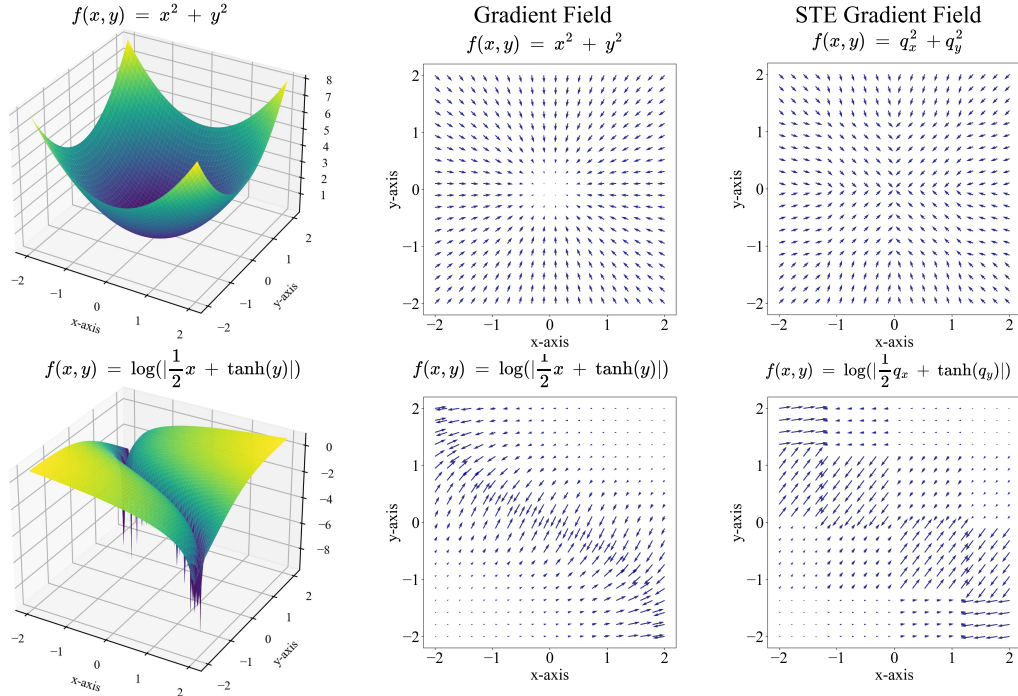 f(x, y) = x² + y²
8
7
6
5
4
3
2
1
−2
−1
0
1
2
x-axis
−2
−1
0
1
2
y-axis
Gradient Field
f(x, y) = x² + y²
2
1
0
−1
−2
y-axis
−2 −1 0 1 2
x-axis
STE Gradient Field
f(x, y) = q_x² + q_y²
2
1
0
−1
−2
y-axis
−2 −1 0 1 2
x-axis
f(x, y) = log(|½x + tanh(y)|)
0
−2
−4
−6
−8
−2
−1
0
1
2
x-axis
−2
−1
0
1
2
y-axis
f(x, y) = log(|½x + tanh(y)|)
2
1
0
−1
−2
y-axis
−2 −1 0 1 2
x-axis
f(x, y) = log(|½q_x + tanh(q_y)|)
2
1
0
−1
−2
y-axis
−2 −1 0 1 2
x-axis